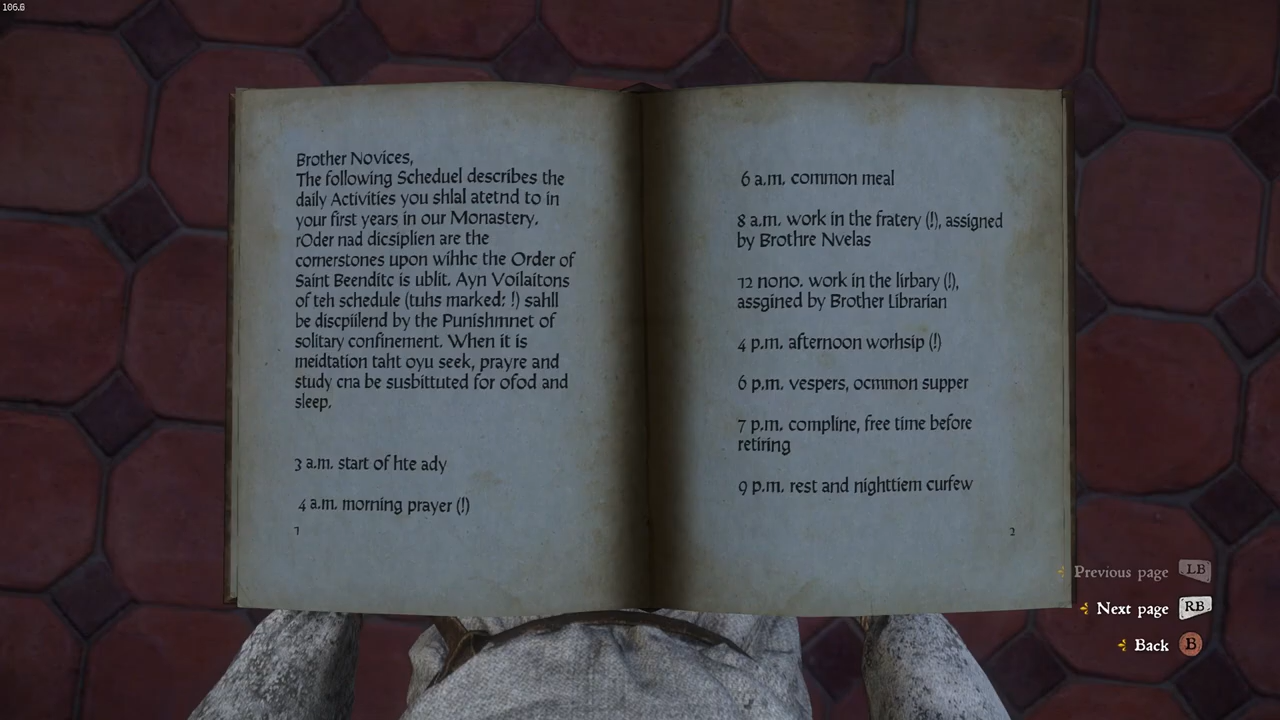 106.6
Brother Novices,
The following Scheduel describes the
daily Activities you shlal atetnd to in
your first years in our Monastery.
rOder nad dicsiplien are the
cornerstones upon wihhc the Order of
Saint Beenditc is ublit. Ayn Voilaitons
of teh schedule (tuhs marked: !) sahll
be discpiilend by the Punishmnet of
solitary confinement. When it is
meidtation taht oyu seek, prayre and
study cna be susbittuted for ofod and
sleep.
3 a.m. start of hte ady
4 a.m. morning prayer (!)
1
6 a.m. common meal
8 a.m. work in the fratery (!), assigned
by Brothre Nvelas
12 nono. work in the lirbary (!),
assgined by Brother Librarian
4 p.m. afternoon worhsip (!)
6 p.m. vespers, ocmmon supper
7 p.m. compline, free time before
retiring
9 p.m. rest and nighttiem curfew
2
Previous page LB
Next page RB
Back B